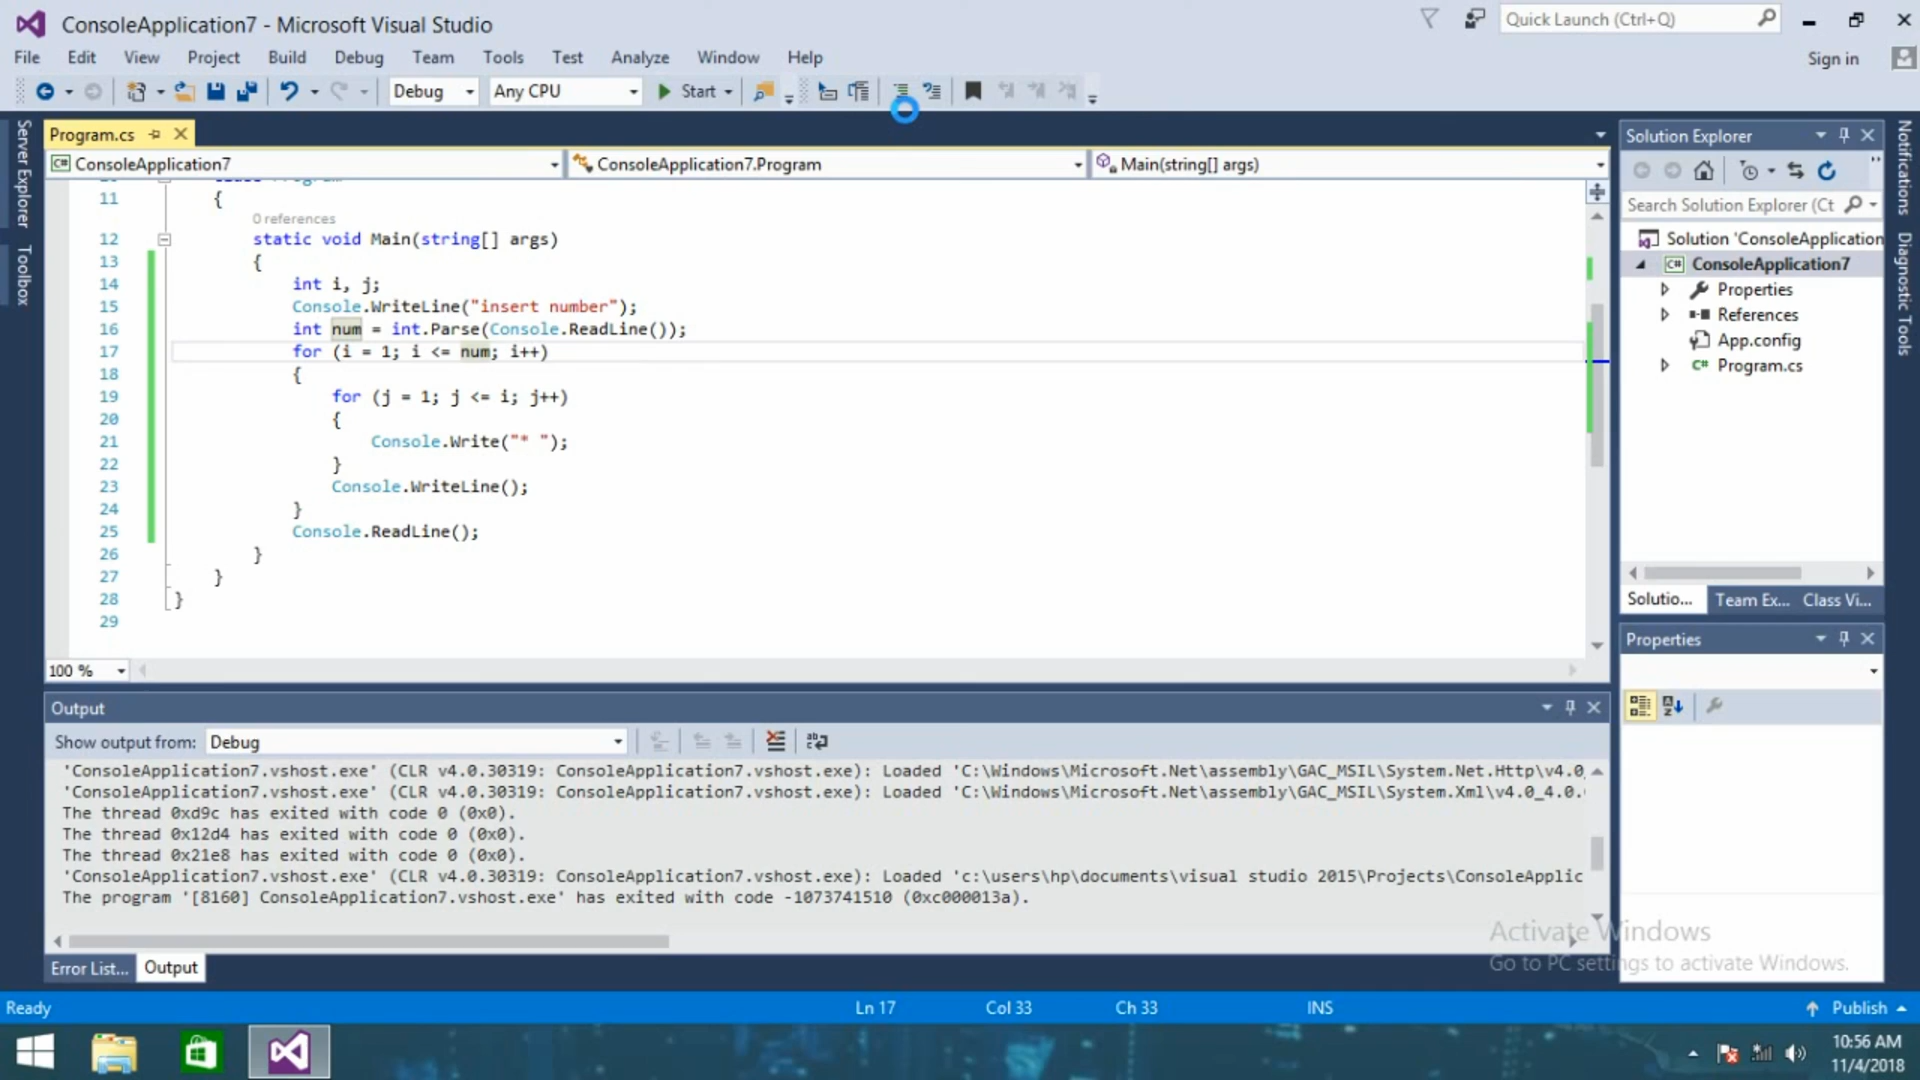 ConsoleApplication7 - Microsoft Visual Studio
Quick Launch (Ctrl+Q)
File Edit View Project Build Debug Team Tools Test Analyze Window Help
Sign in
Debug Any CPU Start
Server Explorer
Toolbox
Program.cs
ConsoleApplication7 ConsoleApplication7.Program Main(string[] args)
11 {
0 references
12 static void Main(string[] args)
13 {
14 int i, j;
15 Console.WriteLine("insert number");
16 int num = int.Parse(Console.ReadLine());
17 for (i = 1; i <= num; i++)
18 {
19 for (j = 1; j <= i; j++)
20 {
21 Console.Write("* ");
22 }
23 Console.WriteLine();
24 }
25 Console.ReadLine();
26 }
27 }
28 }
29
100 %
Output
Show output from: Debug
'ConsoleApplication7.vshost.exe' (CLR v4.0.30319: ConsoleApplication7.vshost.exe): Loaded 'C:\Windows\Microsoft.Net\assembly\GAC_MSIL\System.Net.Http\v4.0_
'ConsoleApplication7.vshost.exe' (CLR v4.0.30319: ConsoleApplication7.vshost.exe): Loaded 'C:\Windows\Microsoft.Net\assembly\GAC_MSIL\System.Xml\v4.0_4.0.
The thread 0xd9c has exited with code 0 (0x0).
The thread 0x12d4 has exited with code 0 (0x0).
The thread 0x21e8 has exited with code 0 (0x0).
'ConsoleApplication7.vshost.exe' (CLR v4.0.30319: ConsoleApplication7.vshost.exe): Loaded 'c:\users\hp\documents\visual studio 2015\Projects\ConsoleApplic
The program '[8160] ConsoleApplication7.vshost.exe' has exited with code -1073741510 (0xc000013a).
Error List... Output
Solution Explorer
Search Solution Explorer (Ct
Solution 'ConsoleApplication
ConsoleApplication7
Properties
References
App.config
Program.cs
Solutio... Team Ex... Class Vi...
Properties
Notifications
Diagnostic Tools
Activate Windows
Go to PC settings to activate Windows.
Ready Ln 17 Col 33 Ch 33 INS Publish
10:56 AM
11/4/2018